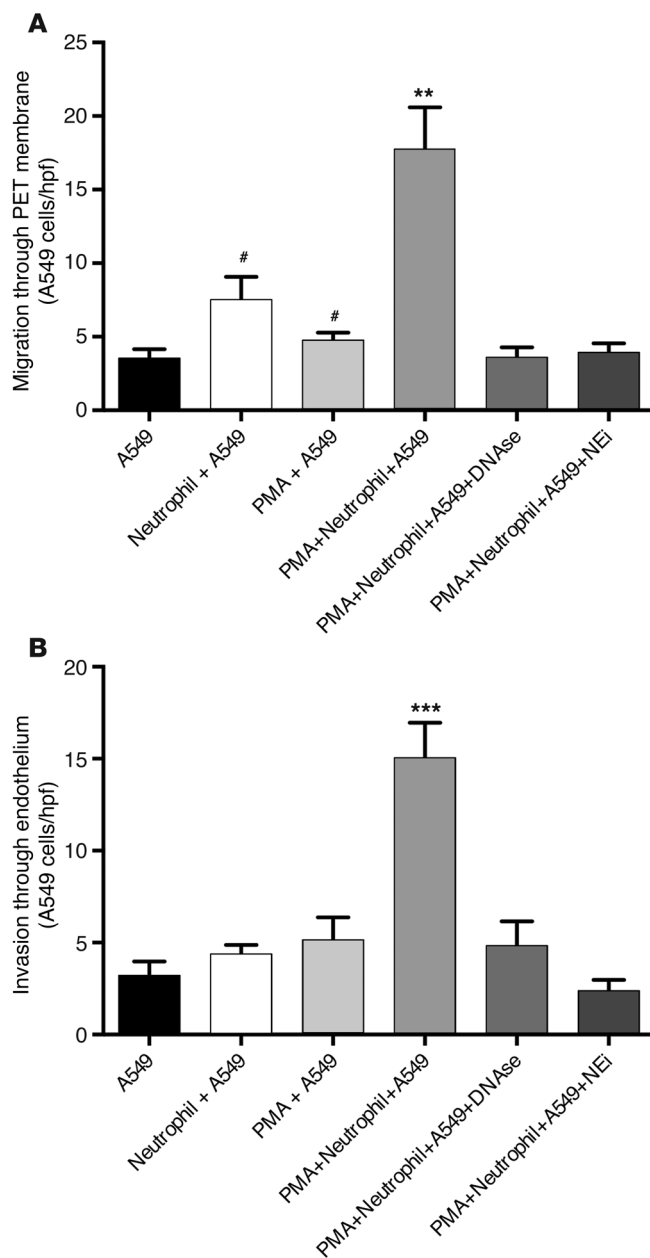 A
25
20
15
10
5
0
Migration through PET membrane
(A549 cells/hpf)
#
#
**
A549
Neutrophil + A549
PMA + A549
PMA+Neutrophil+A549
PMA+Neutrophil+A549+DNAse
PMA+Neutrophil+A549+NEi
B
20
15
10
5
0
Invasion through endothelium
(A549 cells/hpf)
***
A549
Neutrophil + A549
PMA + A549
PMA+Neutrophil+A549
PMA+Neutrophil+A549+DNAse
PMA+Neutrophil+A549+NEi